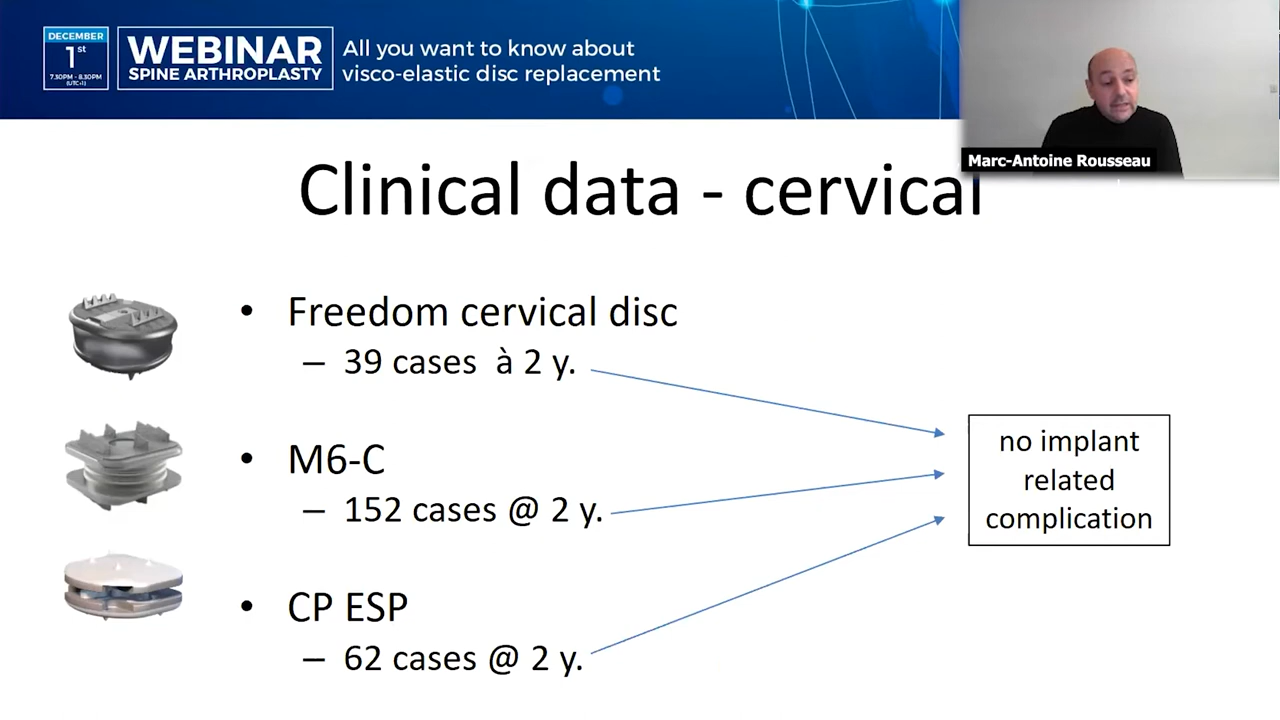 DECEMBER
1st
7.30PM - 8.30PM
(UTC+1)
WEBINAR
SPINE ARTHROPLASTY
All you want to know about
visco-elastic disc replacement
Marc-Antoine Rousseau
Clinical data - cervical
• Freedom cervical disc
– 39 cases à 2 y.
• M6-C
– 152 cases @ 2 y.
• CP ESP
– 62 cases @ 2 y.
no implant
related
complication